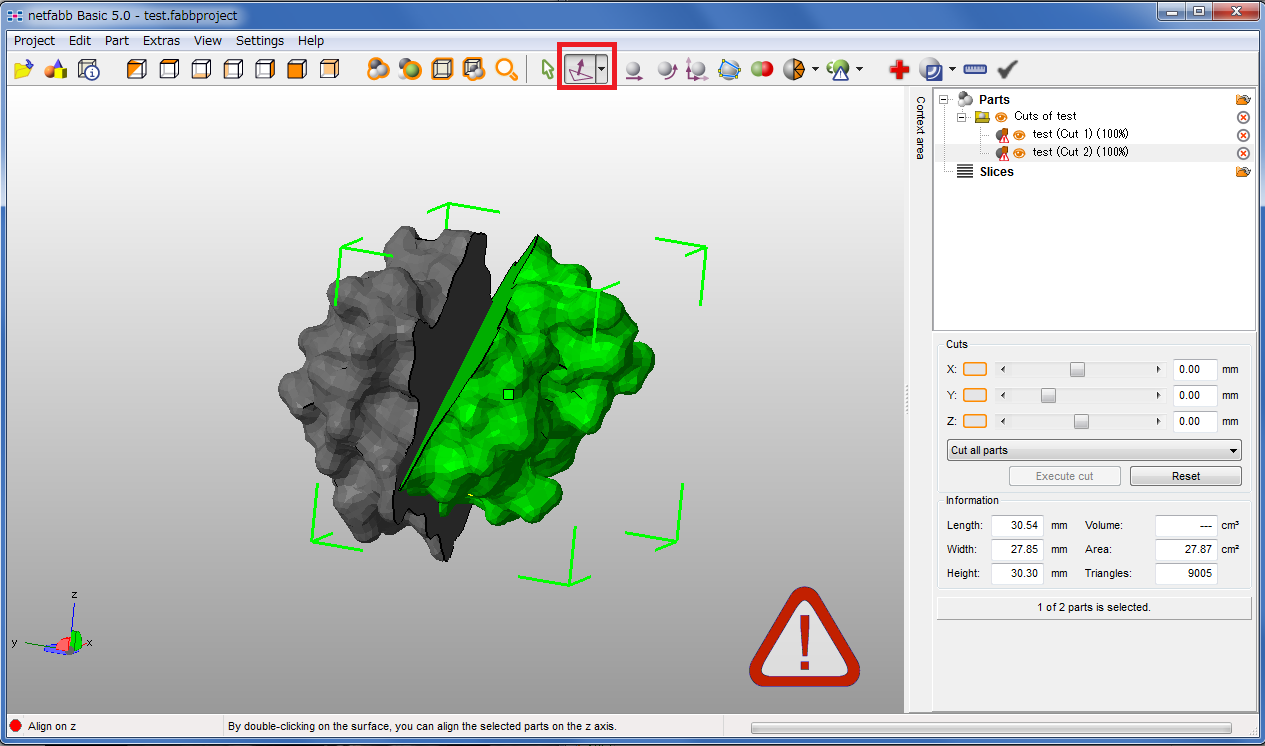 netfabb Basic 5.0 - test.fabbproject
Project Edit Part Extras View Settings Help
Context area
Parts
Cuts of test
test (Cut 1) (100%)
test (Cut 2) (100%)
Slices
Cuts
X: 0.00 mm
Y: 0.00 mm
Z: 0.00 mm
Cut all parts
Execute cut Reset
Information
Length: 30.54 mm Volume: --- cm³
Width: 27.85 mm Area: 27.87 cm²
Height: 30.30 mm Triangles: 9005
1 of 2 parts is selected.
z
y
x
Align on z By double-clicking on the surface, you can align the selected parts on the z axis.